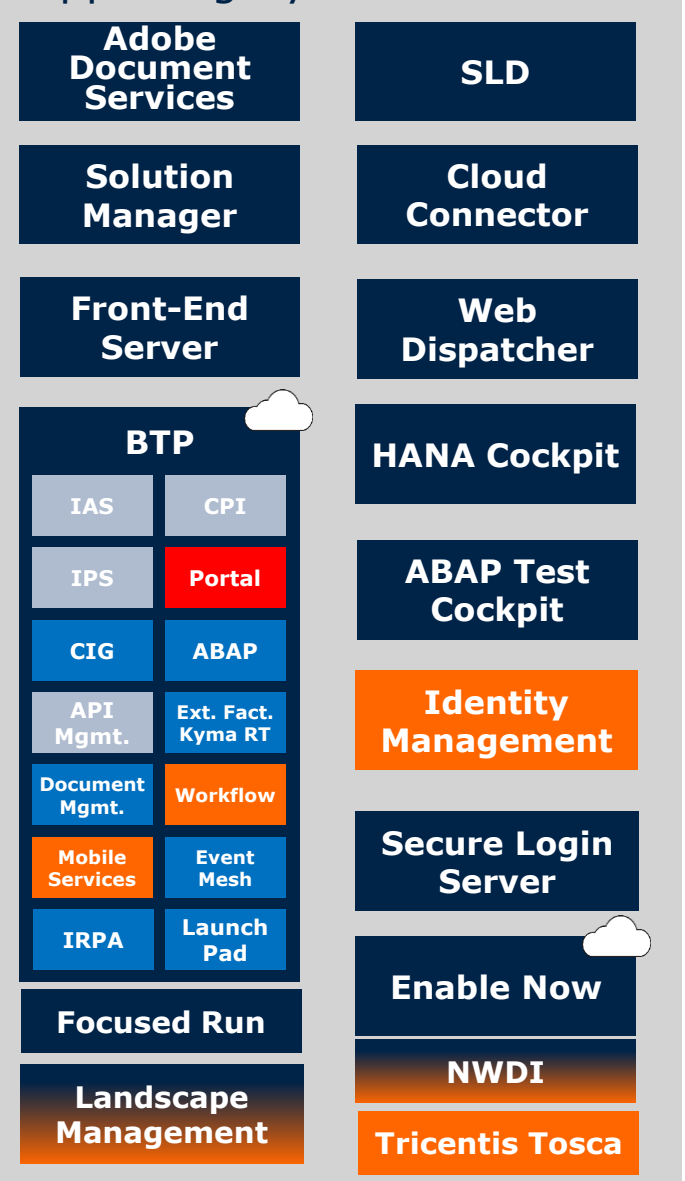 Adobe
Document
Services
SLD
Solution
Manager
Cloud
Connector
Front-End
Server
Web
Dispatcher
BTP
IAS
CPI
IPS
Portal
CIG
ABAP
API
Mgmt.
Ext. Fact.
Kyma RT
Document
Mgmt.
Workflow
Mobile
Services
Event
Mesh
IRPA
Launch
Pad
HANA Cockpit
ABAP Test
Cockpit
Identity
Management
Secure Login
Server
Enable Now
Focused Run
NWDI
Landscape
Management
Tricentis Tosca